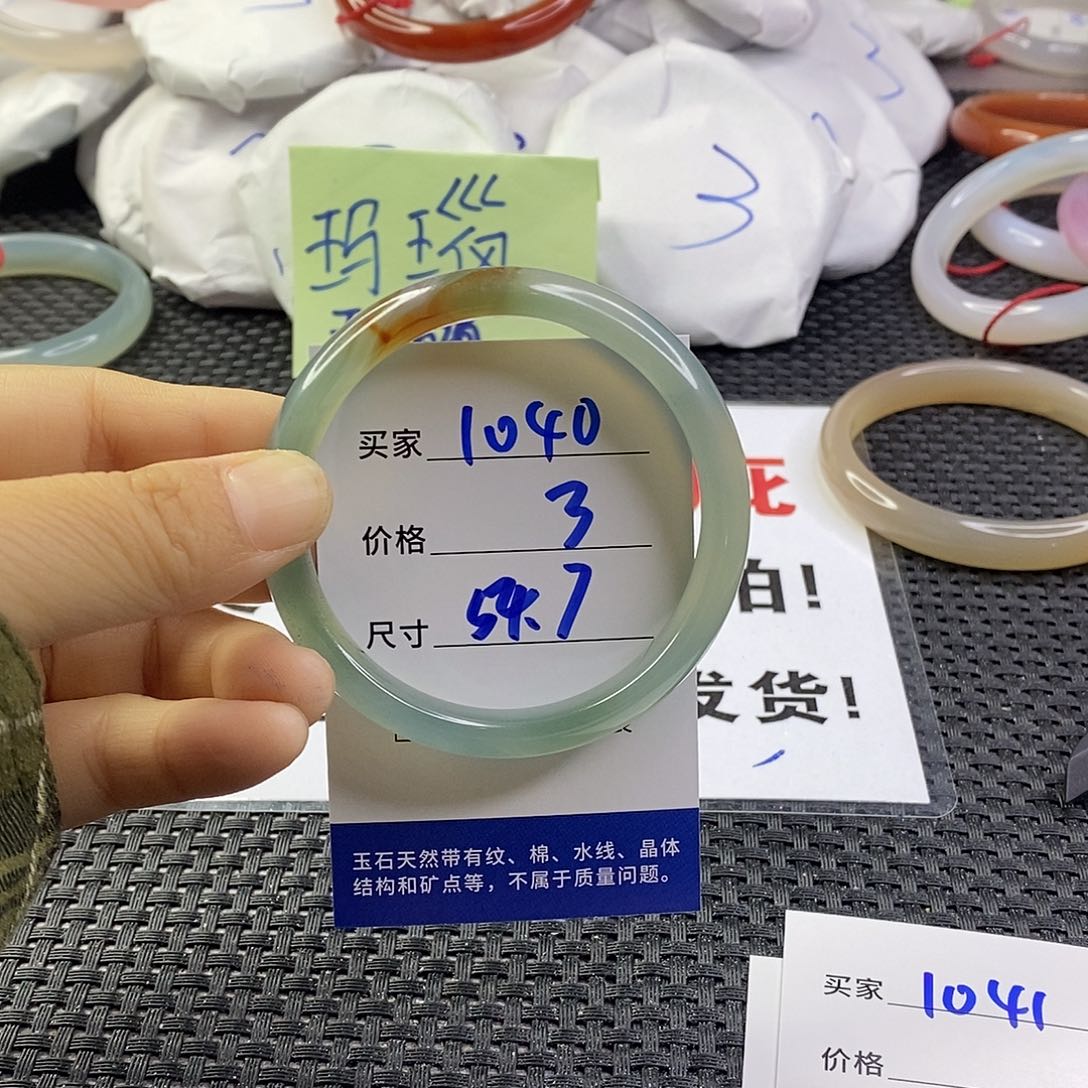 3
玛瑙
买家 1040
价格 3
尺寸 54.7
拍!
发货!
玉石天然带有纹、棉、水线、晶体
结构和矿点等，不属于质量问题。
买家 1041
价格